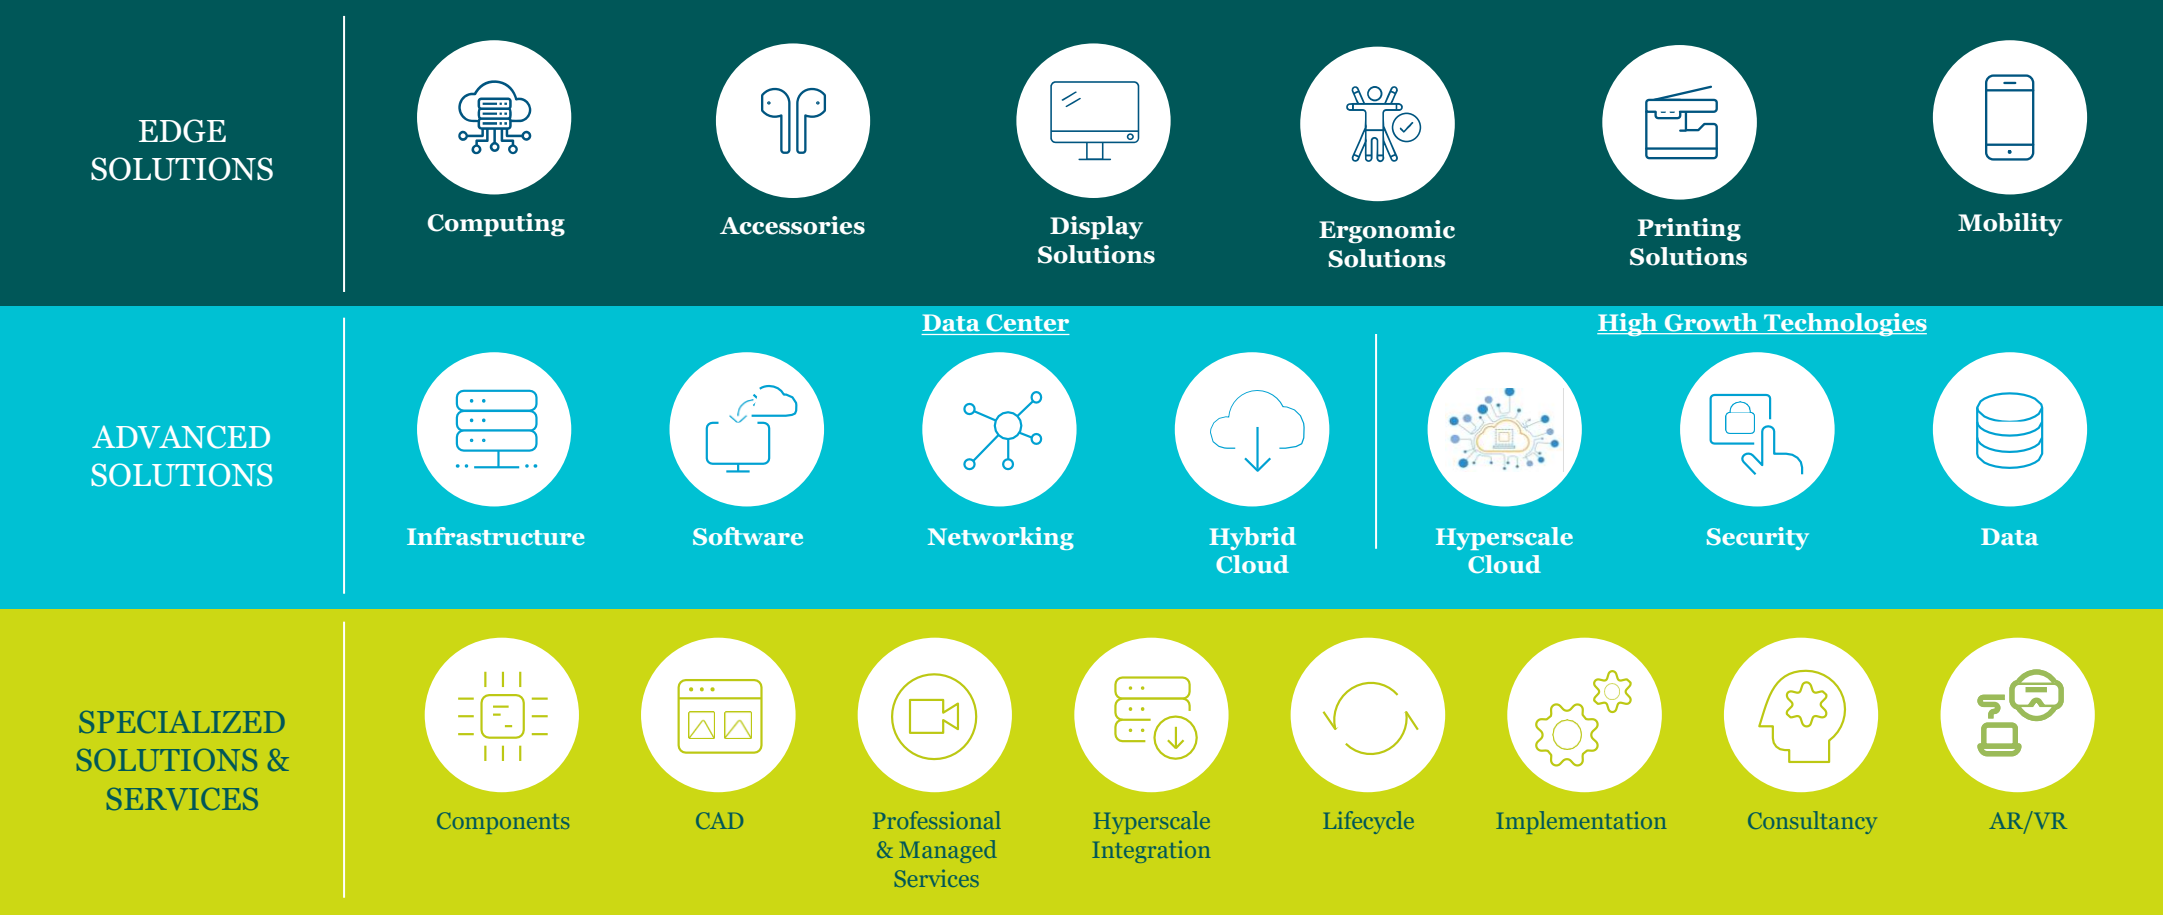 EDGE
SOLUTIONS
Computing
Accessories
Display
Solutions
Ergonomic
Solutions
Printing
Solutions
Mobility
ADVANCED
SOLUTIONS
Data Center
Infrastructure
Software
Networking
Hybrid
Cloud
High Growth Technologies
Hyperscale
Cloud
Security
Data
SPECIALIZED
SOLUTIONS &
SERVICES
Components
CAD
Professional
& Managed
Services
Hyperscale
Integration
Lifecycle
Implementation
Consultancy
AR/VR